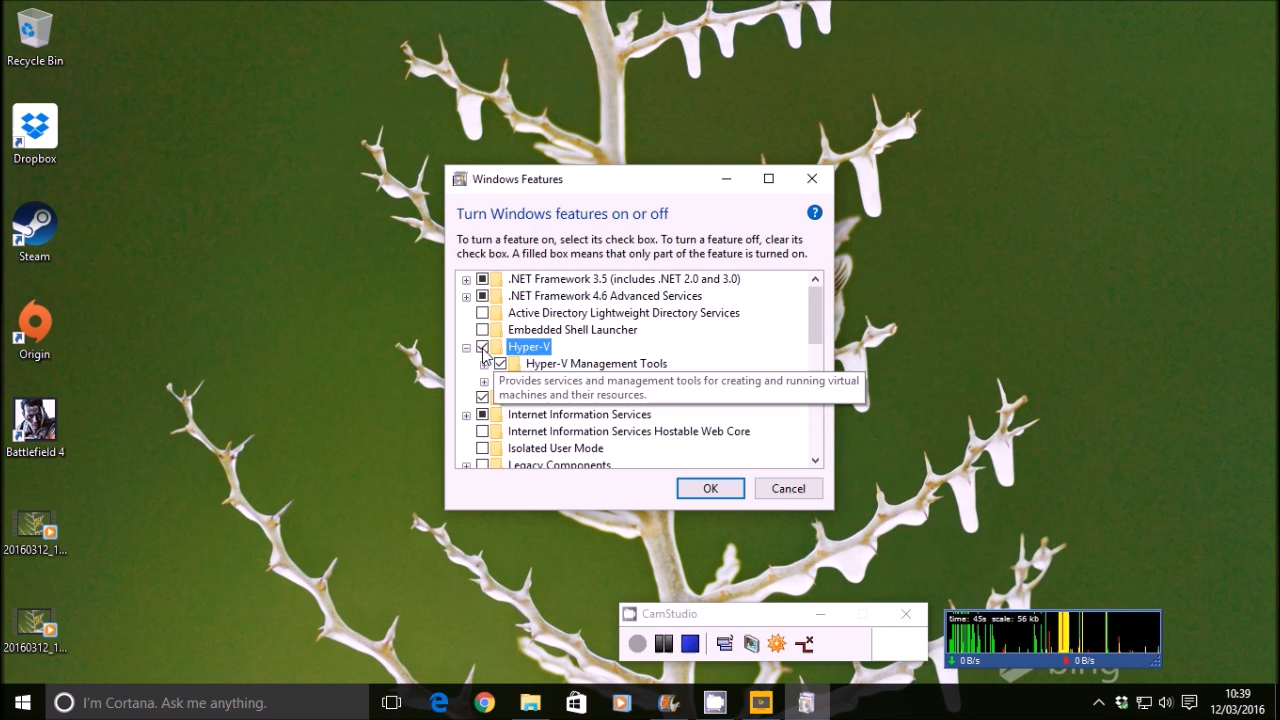 Recycle Bin
Dropbox
Steam
Origin
Battlefield 4
20160312_1...
20160312_1...
Windows Features
Turn Windows features on or off
?
To turn a feature on, select its check box. To turn a feature off, clear its
check box. A filled box means that only part of the feature is turned on.
.NET Framework 3.5 (includes .NET 2.0 and 3.0)
.NET Framework 4.6 Advanced Services
Active Directory Lightweight Directory Services
Embedded Shell Launcher
Hyper-V
Hyper-V Management Tools
Provides services and management tools for creating and running virtual
machines and their resources.
Internet Information Services
Internet Information Services Hostable Web Core
Isolated User Mode
Legacy Components
OK
Cancel
CamStudio
time: 45s scale: 56 kb
0 B/s
0 B/s
bing
I'm Cortana. Ask me anything.
10:39
12/03/2016